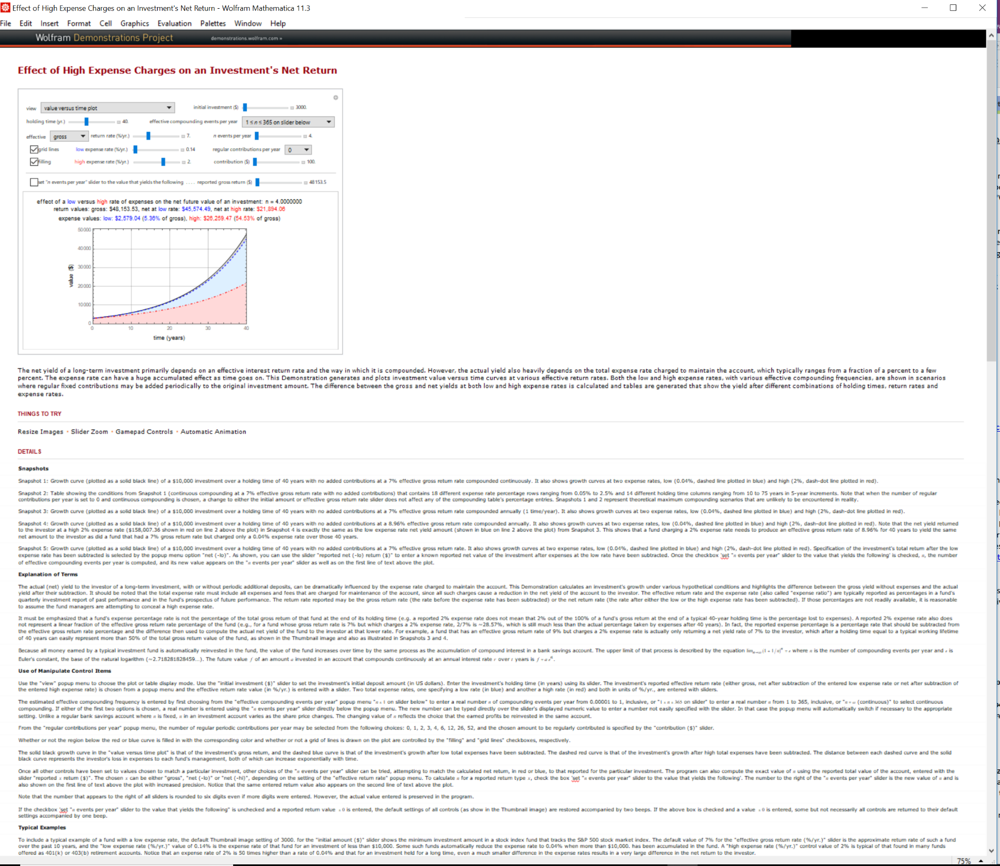 Effect of High Expense Charges on an Investment's Net Return - Wolfram Mathematica 11.3
File Edit Insert Format Cell Graphics Evaluation Palettes Window Help
Wolfram Demonstrations Project demonstrations.wolfram.com »
Effect of High Expense Charges on an Investment's Net Return
view value versus time plot initial investment ($) 3000.
holding time (yr.) 40. effective compounding events per year 1 ≤ n ≤ 365 on slider below
effective gross return rate (%/yr.) 7. n events per year 4.
grid lines low expense rate (%/yr.) 0.14 regular contributions per year 0
filling high expense rate (%/yr.) 2. contribution ($) 100.
set "n events per year" slider to the value that yields the following .... reported gross return ($) 48153.5
effect of a low versus high rate of expenses on the net future value of an investment: n = 4.0000000
return values: gross: $48,153.53, net at low rate: $45,574.49, net at high rate: $21,894.06
expense values: low: $2,579.04 (5.36% of gross), high: $26,259.47 (54.53% of gross)
50000
40000
30000
20000
10000
0
value ($)
0 10 20 30 40
time (years)
The net yield of a long-term investment primarily depends on an effective interest return rate and the way in which it is compounded. However, the actual yield also heavily depends on the total expense rate charged to maintain the account, which typically ranges from a fraction of a percent to a few
percent. The expense rate can have a huge accumulated effect as time goes on. This Demonstration generates and plots investment value versus time curves at various effective return rates. Both the low and high expense rates, with various effective compounding frequencies, are shown in scenarios
where regular fixed contributions may be added periodically to the original investment amount. The difference between the gross and net yields at both low and high expense rates is calculated and tables are generated that show the yield after different combinations of holding times, return rates and
expense rates.
THINGS TO TRY
Resize Images • Slider Zoom • Gamepad Controls • Automatic Animation
DETAILS
Snapshots
Snapshot 1: Growth curve (plotted as a solid black line) of a $10,000 investment over a holding time of 40 years with no added contributions at a 7% effective gross return rate compounded continuously. It also shows growth curves at two expense rates, low (0.04%, dashed line plotted in blue) and high (2%, dash-dot line plotted in red).
Snapshot 2: Table showing the conditions from Snapshot 1 (continuous compounding at a 7% effective gross return rate with no added contributions) that contains 18 different expense rate percentage rows ranging from 0.05% to 2.5% and 14 different holding time columns ranging from 10 to 75 years in 5-year increments. Note that when the number of regular
contributions per year is set to 0 and continuous compounding is chosen, a change to either the initial amount or effective gross return rate slider does not affect any of the compounding table's percentage entries. Snapshots 1 and 2 represent theoretical maximum compounding scenarios that are unlikely to be encountered in reality.
Snapshot 3: Growth curve (plotted as a solid black line) of a $10,000 investment over a holding time of 40 years with no added contributions at a 7% effective gross return rate compounded annually (1 time/year). It also shows growth curves at two expense rates, low (0.04%, dashed line plotted in blue) and high (2%, dash-dot line plotted in red).
Snapshot 4: Growth curve (plotted as a solid black line) of a $10,000 investment over a holding time of 40 years with no added contributions at a 8.96% effective gross return rate compounded annually. It also shows growth curves at two expense rates, low (0.04%, dashed line plotted in blue) and high (2%, dash-dot line plotted in red). Note that the net yield returned
to the investor at a high 2% expense rate ($158,007.36 shown in red on line 2 above the plot) in Snapshot 4 is exactly the same as the low expense rate net yield amount (shown in blue on line 2 above the plot) from Snapshot 3. This shows that a fund charging a 2% expense rate needs to produce an effective gross return rate of 8.96% for 40 years to yield the same
net amount to the investor as did a fund that had a 7% gross return rate but charged only a 0.04% expense rate over those 40 years.
Snapshot 5: Growth curve (plotted as a solid black line) of a $10,000 investment over a holding time of 40 years with no added contributions at a 7% effective gross return rate. It also shows growth curves at two expense rates, low (0.04%, dashed line plotted in blue) and high (2%, dash-dot line plotted in red). Specification of the investment's total return after the low
expense rate has been subtracted is selected by the popup menu option "net (-lo)". As shown, you can use the slider "reported net (-lo) return ($)" to enter a known reported net value of the investment after expenses at the low rate have been subtracted. Once the checkbox 'set "n events per year" slider to the value that yields the following' is checked, n, the number
of effective compounding events per year is computed, and its new value appears on the "n events per year" slider as well as on the first line of text above the plot.
Explanation of Terms
The actual (net) yield to the investor of a long-term investment, with or without periodic additional deposits, can be dramatically influenced by the expense rate charged to maintain the account. This Demonstration calculates an investment's growth under various hypothetical conditions and highlights the difference between the gross yield without expenses and the actual
yield after their subtraction. It should be noted that the total expense rate must include all expenses and fees that are charged for maintenance of the account, since all such charges cause a reduction in the net yield of the account to the investor. The effective return rate and the expense rate (also called "expense ratio") are typically reported as percentages in a fund's
quarterly investment report of past performance and in the fund's prospectus of future performance. The return rate reported may be the gross return rate (the rate before the expense rate has been subtracted) or the net return rate (the rate after either the low or the high expense rate has been subtracted). If those percentages are not readily available, it is reasonable
to assume the fund managers are attempting to conceal a high expense rate.
It must be emphasized that a fund's expense percentage rate is not the percentage of the total gross return of that fund at the end of its holding time (e.g. a reported 2% expense rate does not mean that 2% out of the 100% of a fund's gross return at the end of a typical 40-year holding time is the percentage lost to expenses). A reported 2% expense rate also does
not represent a linear fraction of the effective gross return rate percentage of the fund (e.g., for a fund whose gross return rate is 7% but which charges a 2% expense rate, 2/7% is ~28.57%, which is still much less than the actual percentage taken by expenses after 40 years). In fact, the reported expense percentage is a percentage rate that should be subtracted from
the effective gross return rate percentage and the difference then used to compute the actual net yield of the fund to the investor at that lower rate. For example, a fund that has an effective gross return rate of 9% but charges a 2% expense rate is actually only returning a net yield rate of 7% to the investor, which after a holding time equal to a typical working lifetime
of 40 years can easily represent more than 50% of the total gross return value of the fund, as shown in the Thumbnail image and also as illustrated in Snapshots 3 and 4.
Because all money earned by a typical investment fund is automatically reinvested in the fund, the value of the fund increases over time by the same process as the accumulation of compound interest in a bank savings account. The upper limit of that process is described by the equation where n is the number of compounding events per year and e is
Euler's constant, the base of the natural logarithm (~2.718281828459...). The future value f of an amount a invested in an account that compounds continuously at an annual interest rate r over t years is
Use of Manipulate Control Items
Use the "view" popup menu to choose the plot or table display mode. Use the "initial investment ($)" slider to set the investment's initial deposit amount (in US dollars). Enter the investment's holding time (in years) using its slider. The investment's reported effective return rate (either gross, net after subtraction of the entered low expense rate or net after subtraction of
the entered high expense rate) is chosen from a popup menu and the effective return rate value (in %/yr.) is entered with a slider. Two total expense rates, one specifying a low rate (in blue) and another a high rate (in red) and both in units of %/yr., are entered with sliders.
The estimated effective compounding frequency is entered by first choosing from the "effective compounding events per year" popup menu "n ≤ 1 on slider below" to enter a real number n of compounding events per year from 0.00001 to 1, inclusive, or "1 ≤ n ≤ 365 on slider" to enter a real number n from 1 to 365, inclusive, or "n→∞ (continuous)" to select continuous
compounding. If either of the first two options is chosen, a real number is entered using the "n events per year" slider directly below the popup menu. The new number can be typed directly over the slider's displayed numeric value to enter a number not easily specified with the slider. In that case the popup menu will automatically switch if necessary to the appropriate
setting. Unlike a regular bank savings account where n is fixed, n in an investment account varies as the share price changes. The changing value of n reflects the choice that the earned profits be reinvested in the same account.
From the "regular contributions per year" popup menu, the number of regular periodic contributions per year may be selected from the following choices: 0, 1, 2, 3, 4, 6, 12, 26, 52, and the chosen amount to be regularly contributed is specified by the "contribution ($)" slider.
Whether or not the region below the red or blue curve is filled in with the corresponding color and whether or not a grid of lines is drawn on the plot are controlled by the "filling" and "grid lines" checkboxes, respectively.
The solid black growth curve in the "value versus time plot" is that of the investment's gross return, and the dashed blue curve is that of the investment's growth after low total expenses have been subtracted. The dashed red curve is that of the investment's growth after high total expenses have been subtracted. The distance between each dashed curve and the solid
black curve represents the investor's loss in expenses to each fund's management, both of which can increase exponentially with time.
Once all other controls have been set to values chosen to match a particular investment, other choices of the "n events per year" slider can be tried, attempting to match the calculated net return, in red or blue, to that reported for the particular investment. The program can also compute the exact value of n using the reported total value of the account, entered with the
slider "reported x return ($)". The chosen x can be either "gross", "net (-lo)" or "net (-hi)", depending on the setting of the "effective return rate" popup menu. To calculate n for a reported return type x, check the box 'set "n events per year" slider to the value that yields the following'. The number to the right of the "n events per year" slider is the new value of n and is
also shown on the first line of text above the plot with increased precision. Notice that the same entered return value also appears on the second line of text above the plot.
Note that the number that appears to the right of all sliders is rounded to six digits even if more digits were entered. However, the actual value entered is preserved in the program.
If the checkbox 'set "n events per year" slider to the value that yields the following" is unchecked and a reported return value ≤ 0 is entered, the default settings of all controls (as show in the Thumbnail image) are restored accompanied by two beeps. If the above box is checked and a value ≤ 0 is entered, some but not necessarily all controls are returned to their default
settings accompanied by one beep.
Typical Examples
To include a typical example of a fund with a low expense rate, the default Thumbnail image setting of 3000. for the "initial amount ($)" slider shows the minimum investment amount in a stock index fund that tracks the S&P 500 stock market index. The default value of 7% for the "effective gross return rate (%/yr.)" slider is the approximate return rate of such a fund
over the past 10 years, and the "low expense rate (%/yr.)" value of 0.14% is the expense rate of that fund for an investment of less than $10,000. Some such funds automatically reduce the expense rate to 0.04% when more than $10,000. has been accumulated in the fund. A "high expense rate (%/yr.)" control value of 2% is typical of that found in many funds
offered as 401(k) or 403(b) retirement accounts. Notice that an expense rate of 2% is 50 times higher than a rate of 0.04% and that for an investment held for a long time, even a much smaller difference in the expense rates results in a very large difference in the net return to the investor.
75%